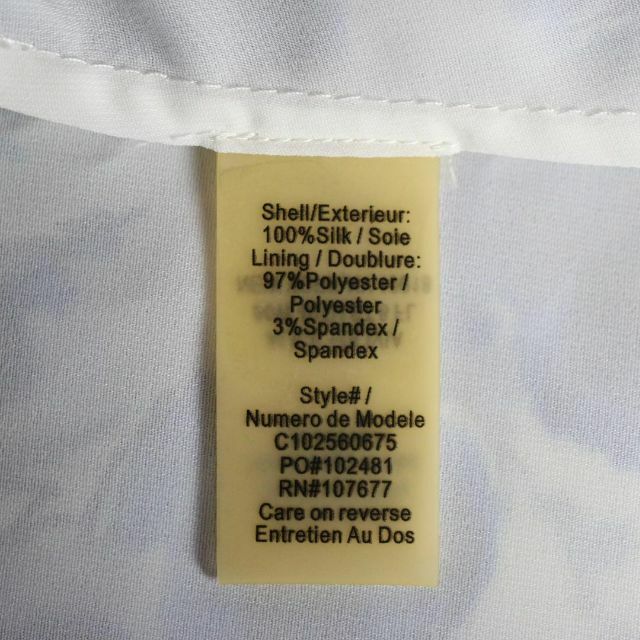 Shell/Exterieur:
100%Silk / Soie
Lining / Doublure:
97%Polyester /
Polyester
3%Spandex /
Spandex
Style# /
Numero de Modele
C102560675
PO#102481
RN#107677
Care on reverse
Entretien Au Dos